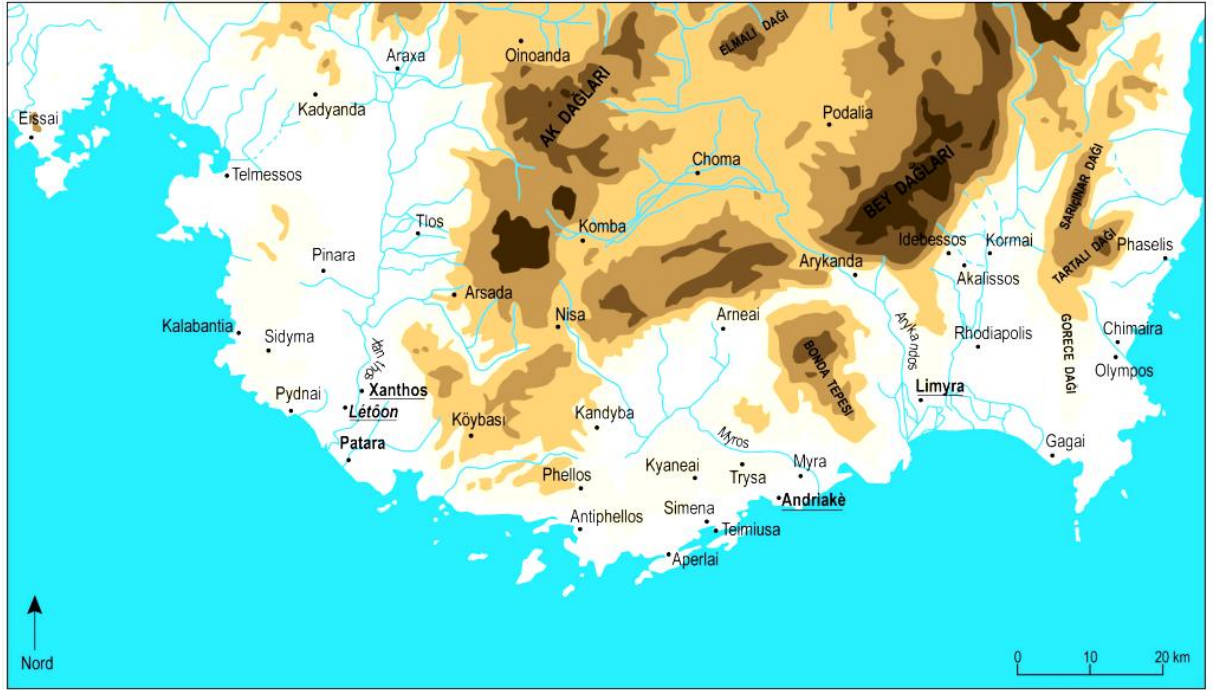 Araxa
Oinoanda
ELMALI DAĞI
Kadyanda
AK DAĞLARI
Podalia
Eissai
Choma
BEY DAĞLARI
Telmessos
SARIÇINAR DAĞI
Tlos
Komba
Idebessos
Kormai
Phaselis
Pinara
Arykanda
Akalissos
TARTALI DAĞI
Arsada
Nisa
Arneai
Arykandos
Kalabantia
Sidyma
Xanthos
Rhodiapolis
GORECE DAĞI
Chimaira
Olympos
BONDA TEPESI
Xanthos
Limyra
Pydnai
Létôon
Köybası
Kandyba
Patara
Myros
Gagai
Phellos
Kyaneai
Trysa
Myra
Andriakè
Antiphellos
Simena
Teimiusa
Aperlai
Nord
0 10 20 km